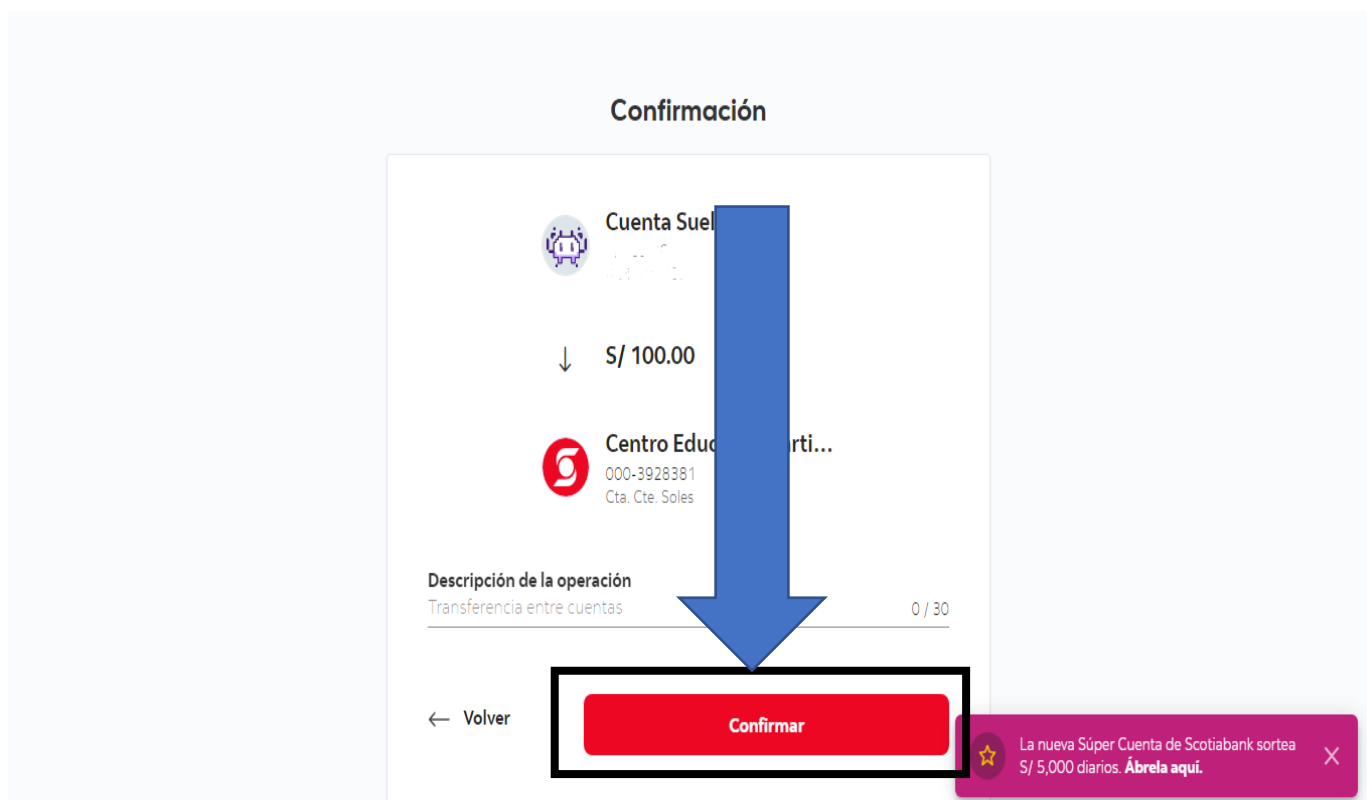 Confirmación
Cuenta Suel
S/ 100.00
Centro Educ rti...
000-3928381
Cta. Cte. Soles
Descripción de la operación
Transferencia entre cuentas
0 / 30
Volver
Confirmar
La nueva Súper Cuenta de Scotiabank sortea
S/ 5,000 diarios. Ábrela aquí.